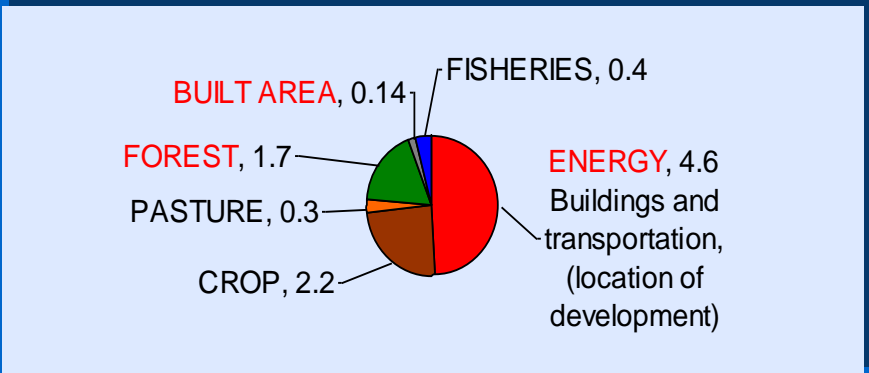 FISHERIES, 0.4
BUILT AREA, 0.14
FOREST, 1.7
PASTURE, 0.3
CROP, 2.2
ENERGY, 4.6
Buildings and
transportation,
(location of
development)